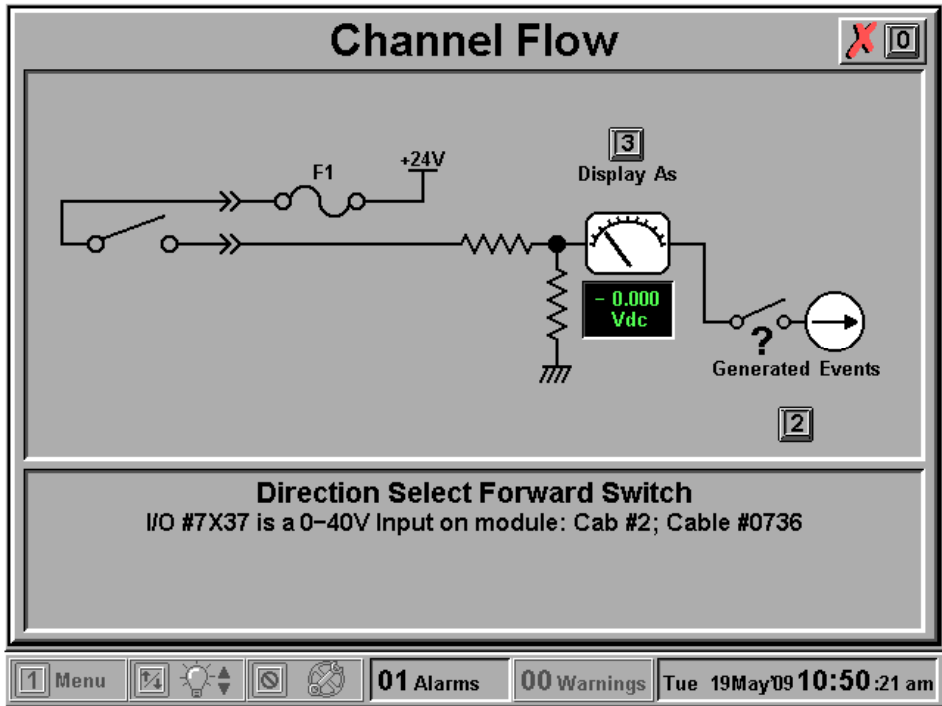 Channel Flow
0
3
Display As
F1
+24V
- 0.000
Vdc
?
Generated Events
2
Direction Select Forward Switch
I/O #7X37 is a 0-40V Input on module: Cab #2; Cable #0736
1 Menu
01 Alarms
00 Warnings
Tue 19May'09 10:50:21 am